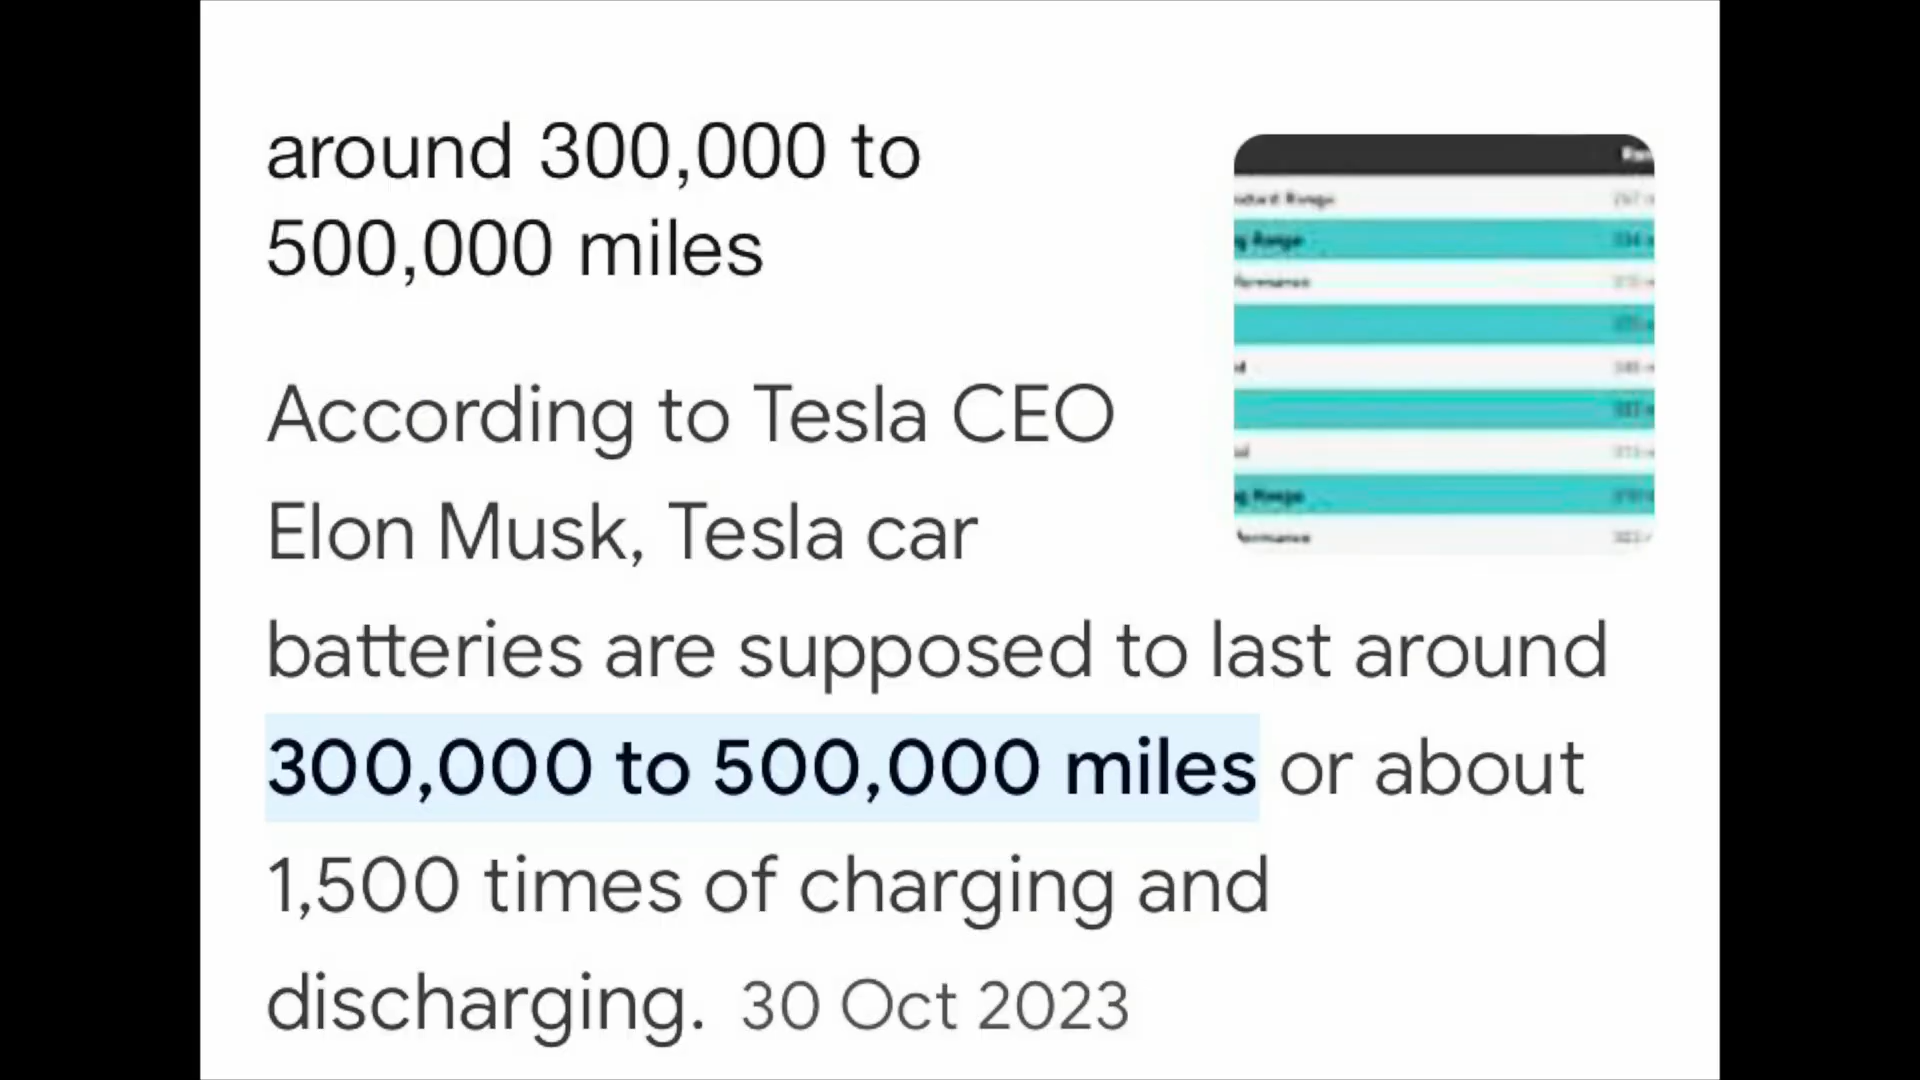 around 300,000 to
500,000 miles
According to Tesla CEO
Elon Musk, Tesla car
batteries are supposed to last around
300,000 to 500,000 miles or about
1,500 times of charging and
discharging. 30 Oct 2023
Range
Range